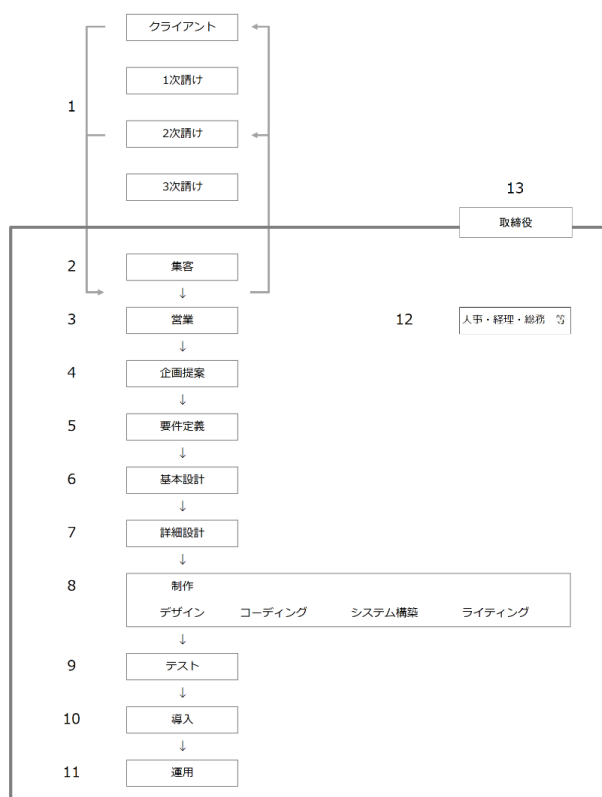 クライアント
1次請け
1
2次請け
3次請け
13
取締役
2 集客
↓
3 営業
12 人事・経理・総務 等
↓
4 企画提案
↓
5 要件定義
↓
6 基本設計
↓
7 詳細設計
↓
8 制作
デザイン コーディング システム構築 ライティング
↓
9 テスト
↓
10 導入
↓
11 運用